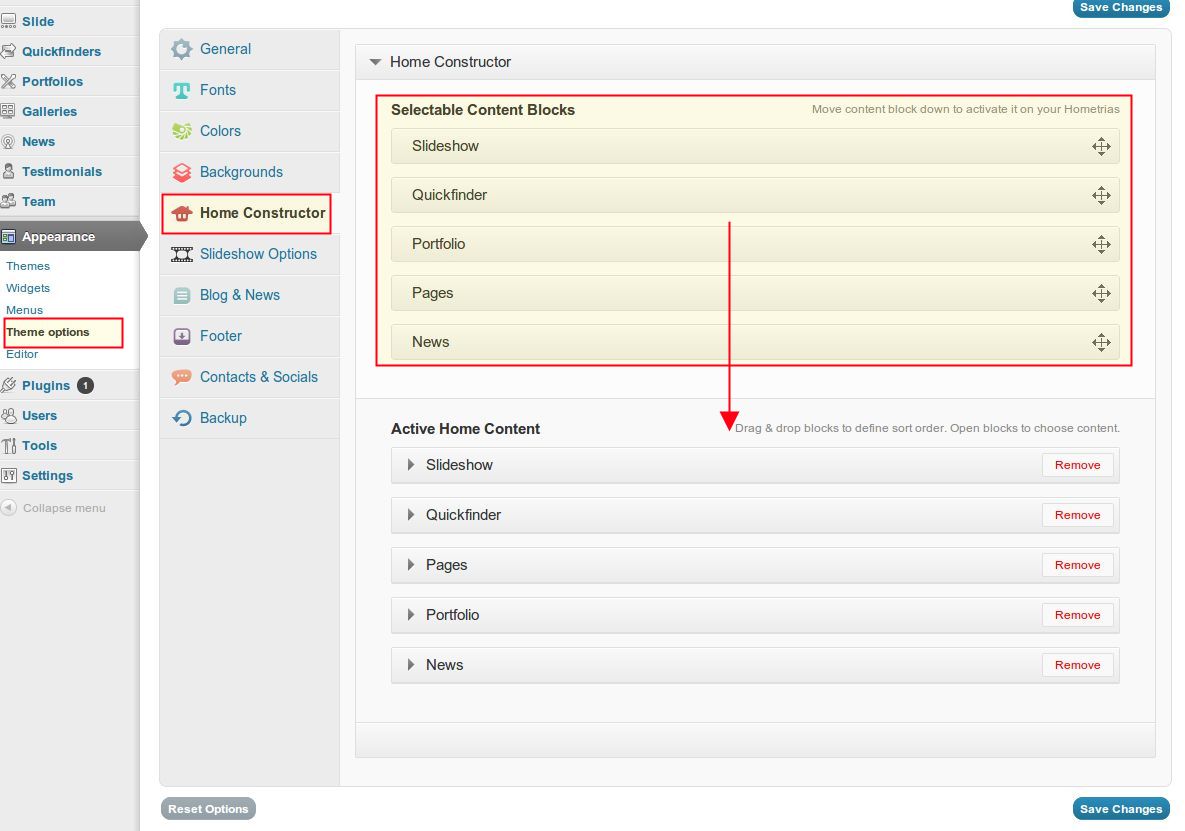 Save Changes
Slide
Quickfinders
Portfolios
Galleries
News
Testimonials
Team
Appearance
Themes
Widgets
Menus
Theme options
Editor
Plugins 1
Users
Tools
Settings
Collapse menu
General
Fonts
Colors
Backgrounds
Home Constructor
Slideshow Options
Blog & News
Footer
Contacts & Socials
Backup
Home Constructor
Selectable Content Blocks Move content block down to activate it on your Hometrias
Slideshow
Quickfinder
Portfolio
Pages
News
Active Home Content Drag & drop blocks to define sort order. Open blocks to choose content.
Slideshow Remove
Quickfinder Remove
Pages Remove
Portfolio Remove
News Remove
Reset Options Save Changes